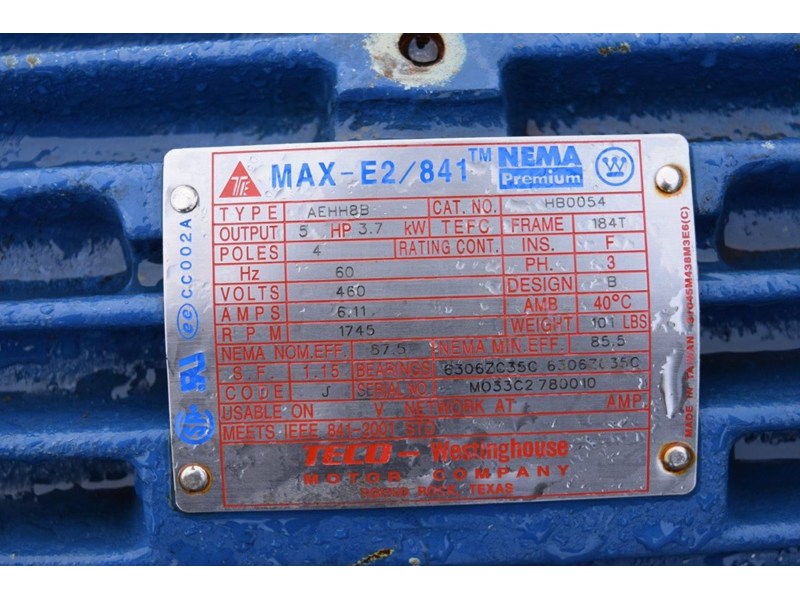 MAX-E2/841™ NEMA Premium
TYPE AEHH8B CAT. NO. HB0054
OUTPUT 5 HP 3.7 kW TEFC FRAME 184T
POLES 4 RATING CONT. INS. F
Hz 60 PH. 3
VOLTS 460 DESIGN B
AMPS 6.11 AMB 40°C
RPM 1745 WEIGHT 101 LBS
NEMA NOM.EFF. 87.5 NEMA MIN.EFF. 85.5
S.F. 1.15 BEARINGS 6306ZC35C 6306ZC35C
CODE J SERIAL NO. M033C2780010
USABLE ON V NETWORK AT AMP.
MEETS IEEE 841-2001 STD
TECO-Westinghouse
MOTOR COMPANY
ROUND ROCK, TEXAS
CC002A
MADE IN TAIWAN